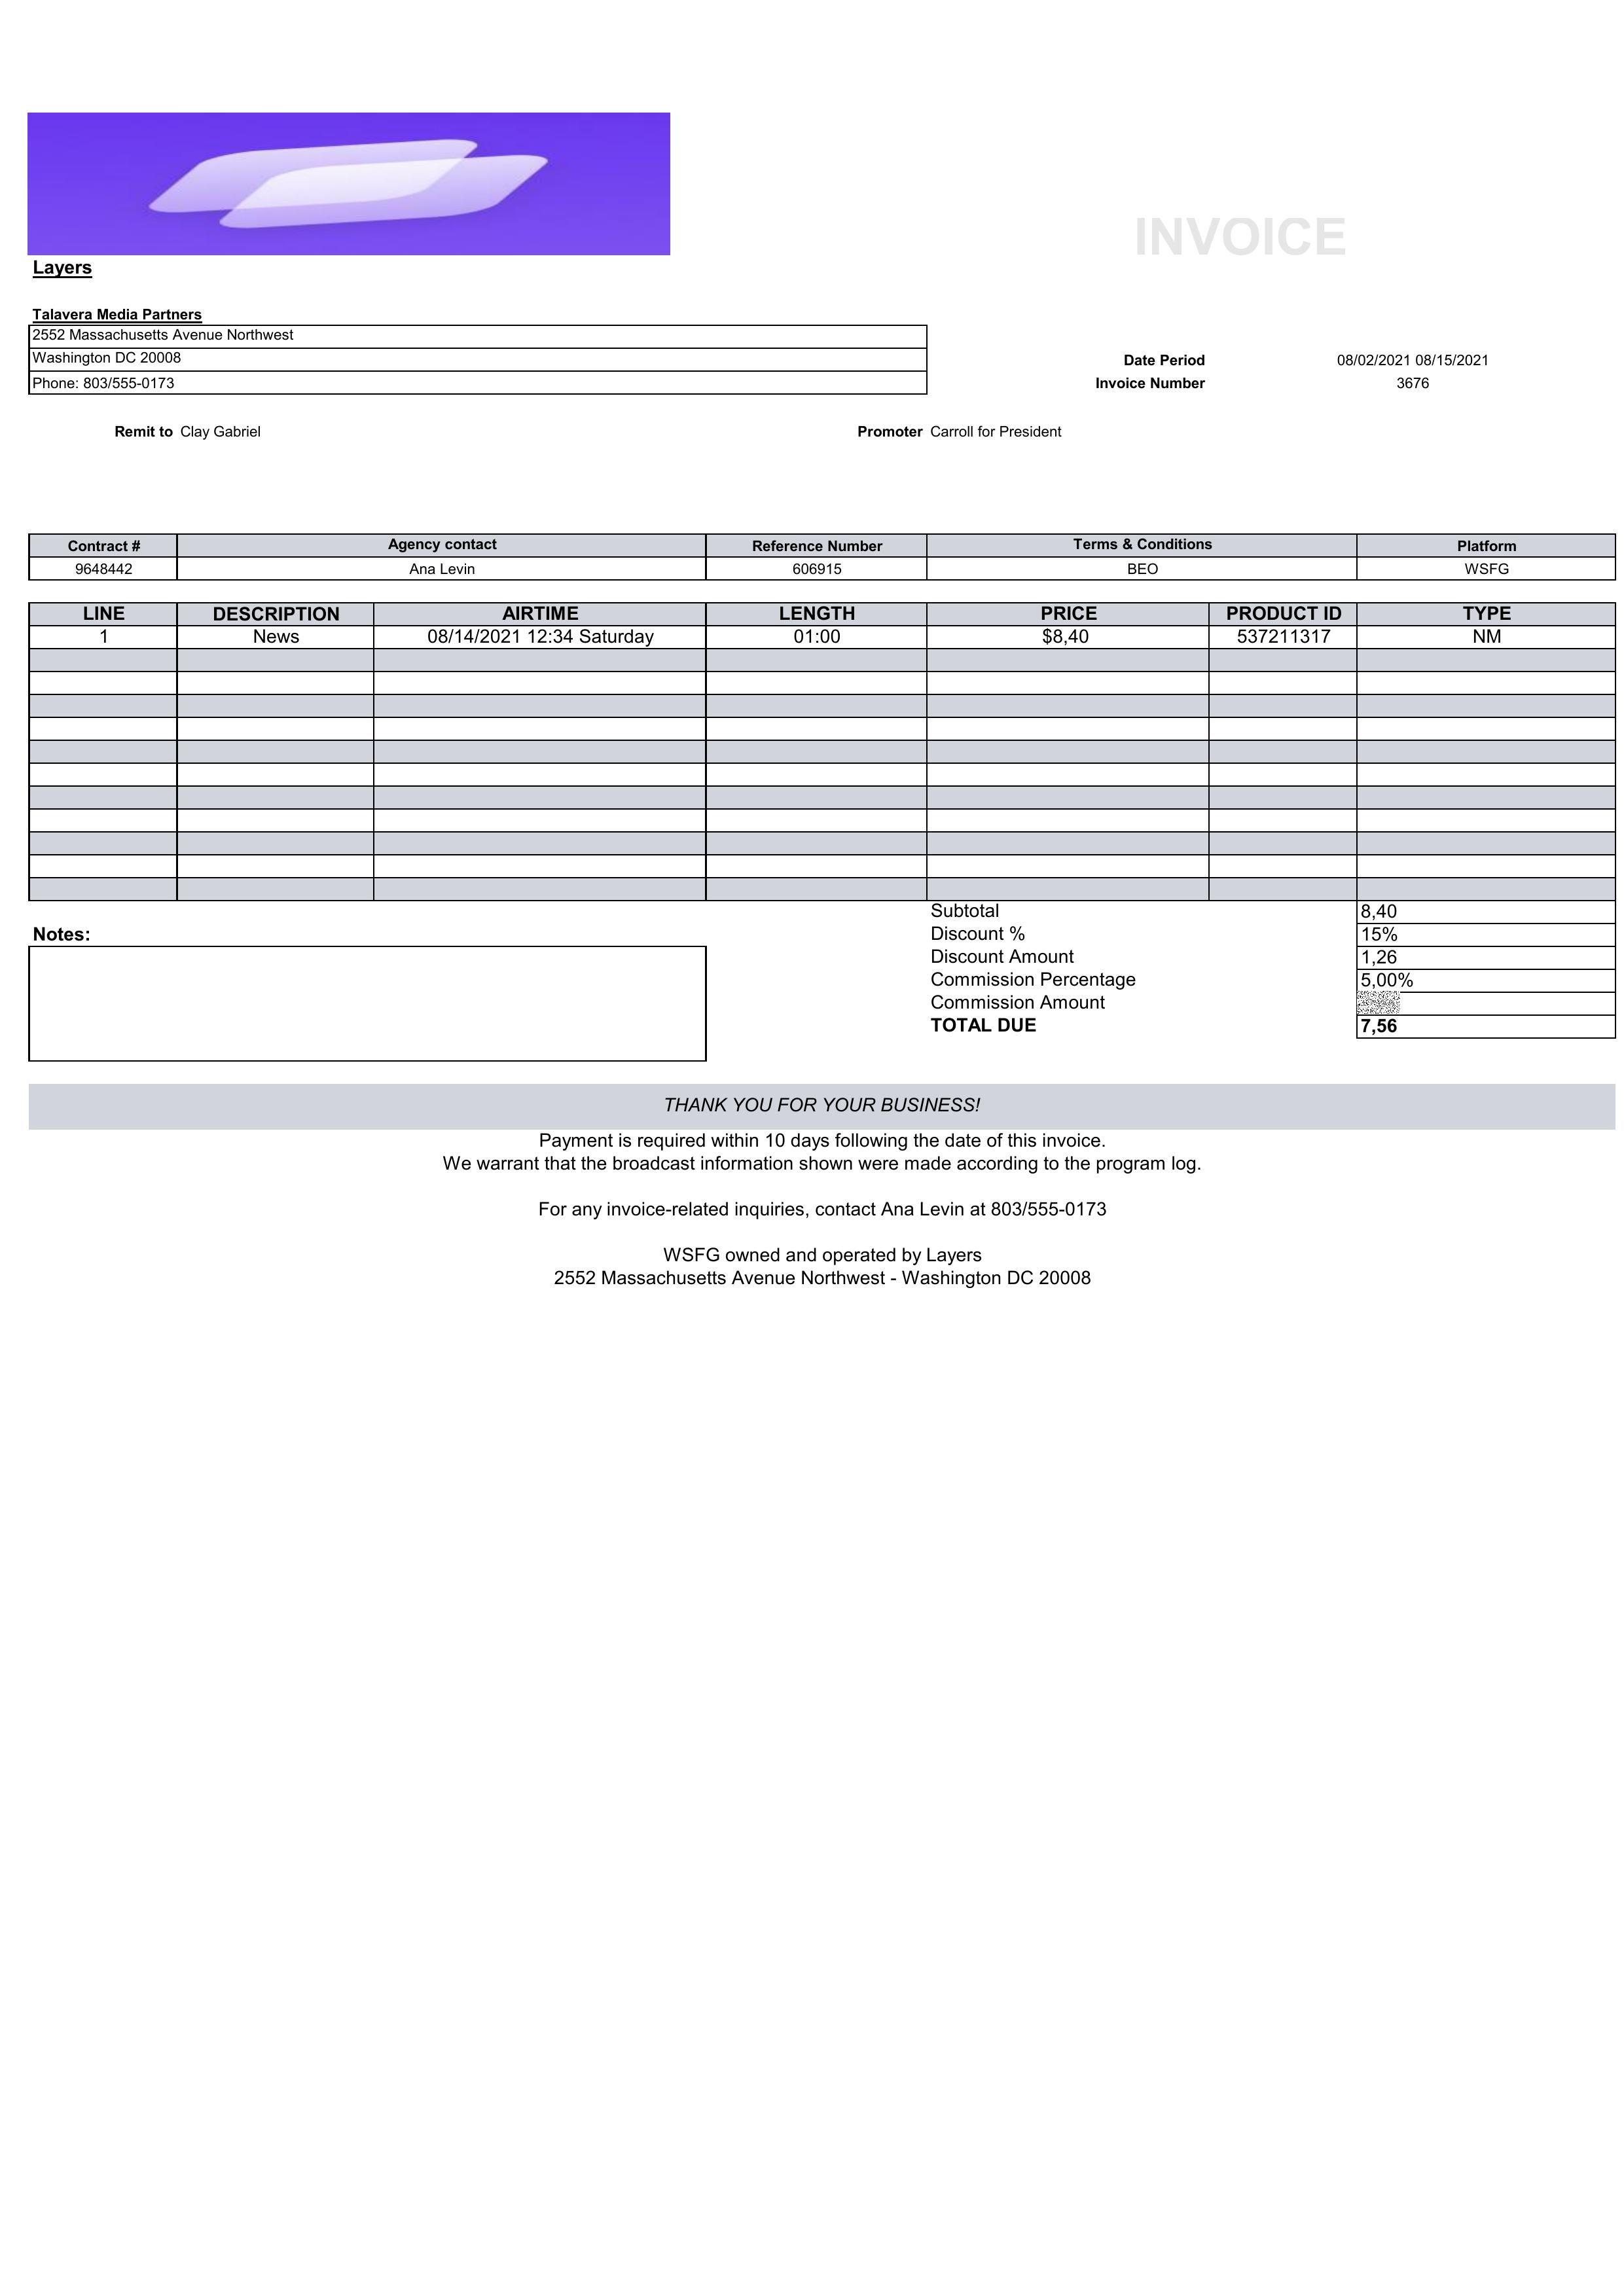 INVOICE
Layers
Talavera Media Partners
2552 Massachusetts Avenue Northwest
Washington DC 20008
Date Period 08/02/2021 08/15/2021
Phone: 803/555-0173
Invoice Number 3676
Remit to Clay Gabriel Promoter Carroll for President
Contract # Agency contact Reference Number Terms & Conditions Platform
9648442 Ana Levin 606915 BEO WSFG
LINE DESCRIPTION AIRTIME LENGTH PRICE PRODUCT ID TYPE
1 News 08/14/2021 12:34 Saturday 01:00 $8,40 537211317 NM
Subtotal 8,40
Notes:
Discount % 15%
Discount Amount 1,26
Commission Percentage 5,00%
Commission Amount
TOTAL DUE 7,56
THANK YOU FOR YOUR BUSINESS!
Payment is required within 10 days following the date of this invoice.
We warrant that the broadcast information shown were made according to the program log.
For any invoice-related inquiries, contact Ana Levin at 803/555-0173
WSFG owned and operated by Layers
2552 Massachusetts Avenue Northwest - Washington DC 20008